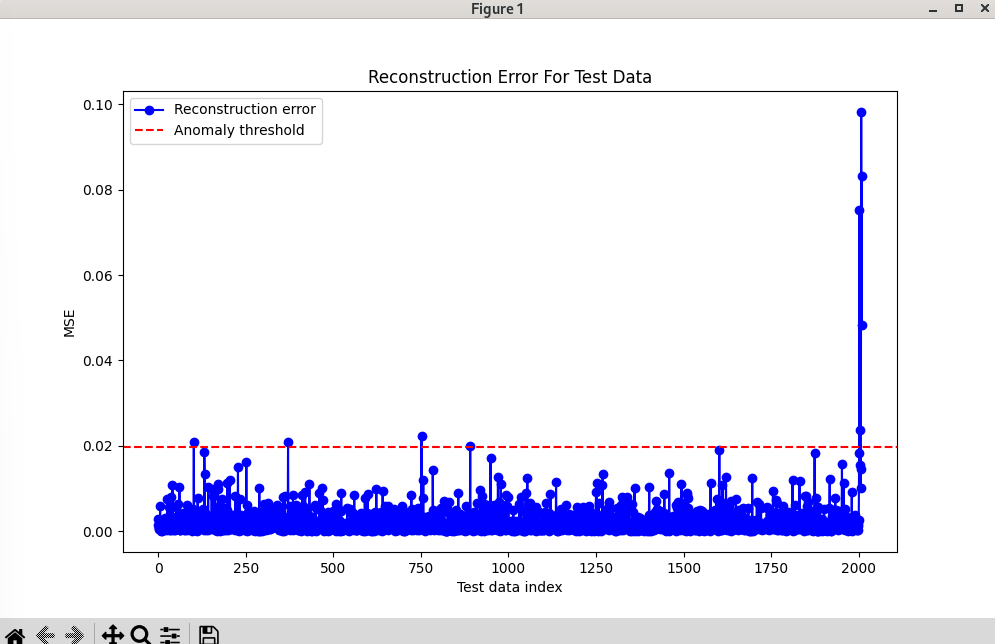 Figure 1
Reconstruction Error For Test Data
Reconstruction error
Anomaly threshold
0.10
0.08
0.06
0.04
0.02
0.00
MSE
0 250 500 750 1000 1250 1500 1750 2000
Test data index